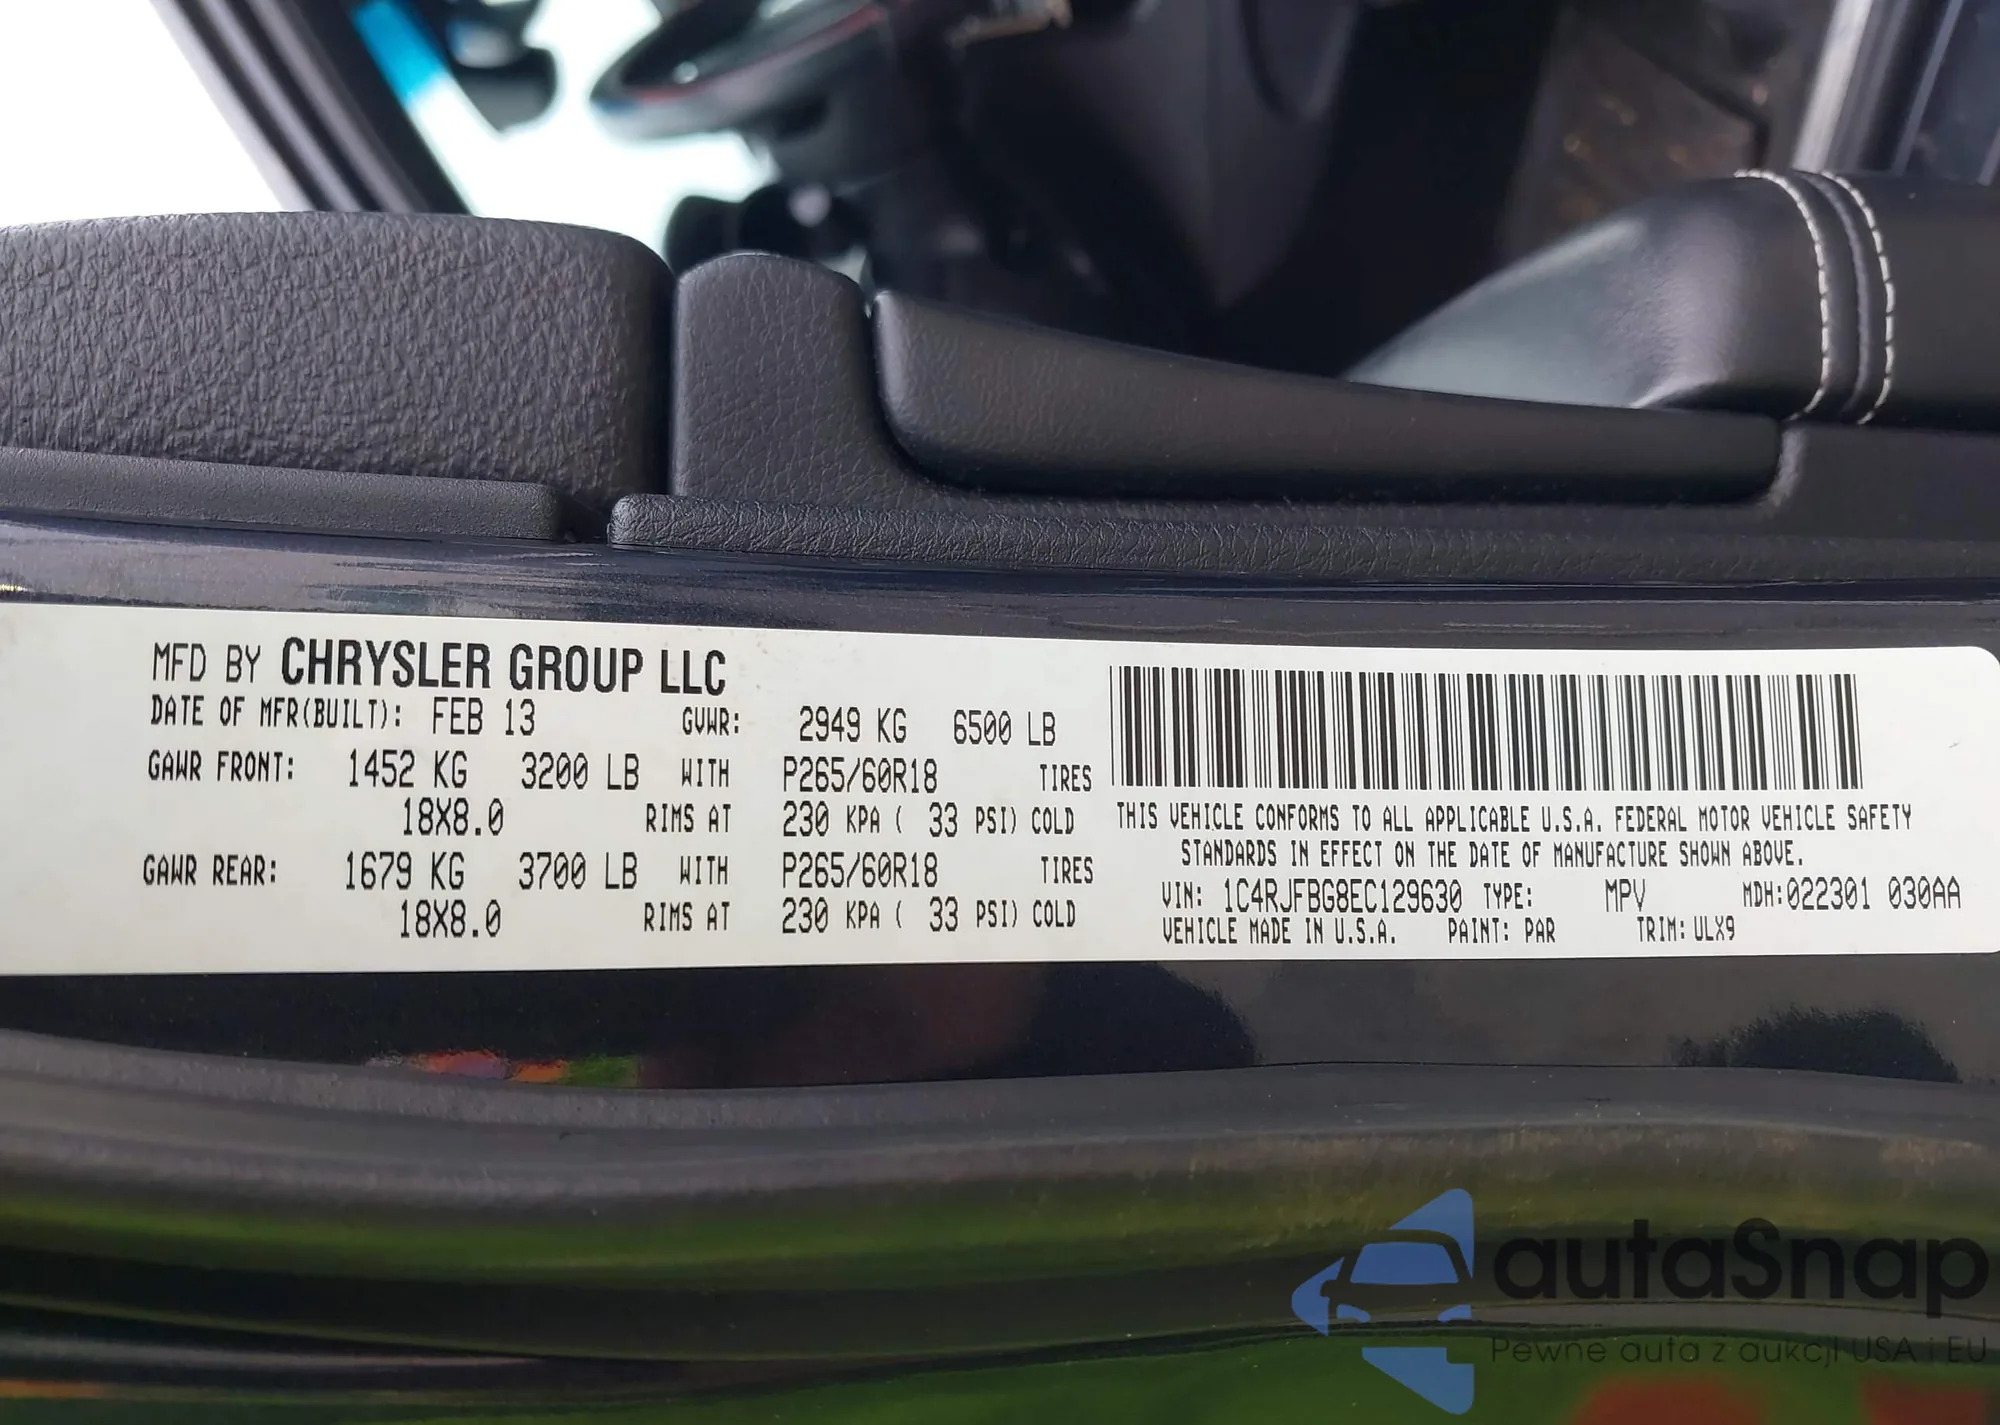 MFD BY CHRYSLER GROUP LLC
DATE OF MFR(BUILT): FEB 13 GVWR: 2949 KG 6500 LB
GAWR FRONT: 1452 KG 3200 LB WITH P265/60R18 TIRES
18X8.0 RIMS AT 230 KPA ( 33 PSI) COLD
GAWR REAR: 1679 KG 3700 LB WITH P265/60R18 TIRES
18X8.0 RIMS AT 230 KPA ( 33 PSI) COLD
THIS VEHICLE CONFORMS TO ALL APPLICABLE U.S.A. FEDERAL MOTOR VEHICLE SAFETY
STANDARDS IN EFFECT ON THE DATE OF MANUFACTURE SHOWN ABOVE.
VIN: 1C4RJFBG8EC129630 TYPE: MPV MDH:022301 030AA
VEHICLE MADE IN U.S.A. PAINT: PAR TRIM: ULX9
autaSnap
Pewne auta z aukcji USA i EU